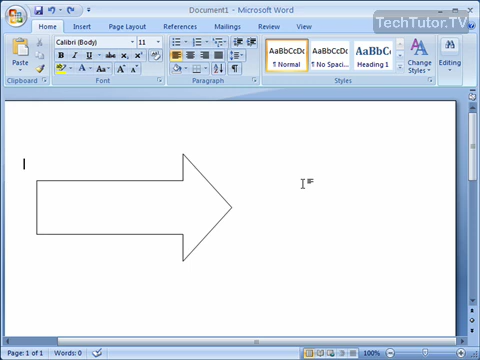 Document1 - Microsoft Word
TechTutor.TV
Home Insert Page Layout References Mailings Review View
Calibri (Body) 11
AaBbCcDc AaBbCcDc AaBbC
¶ Normal ¶ No Spaci... Heading 1
Paste Change Styles Editing
Clipboard Font Paragraph Styles
Page: 1 of 1 Words: 0 100%